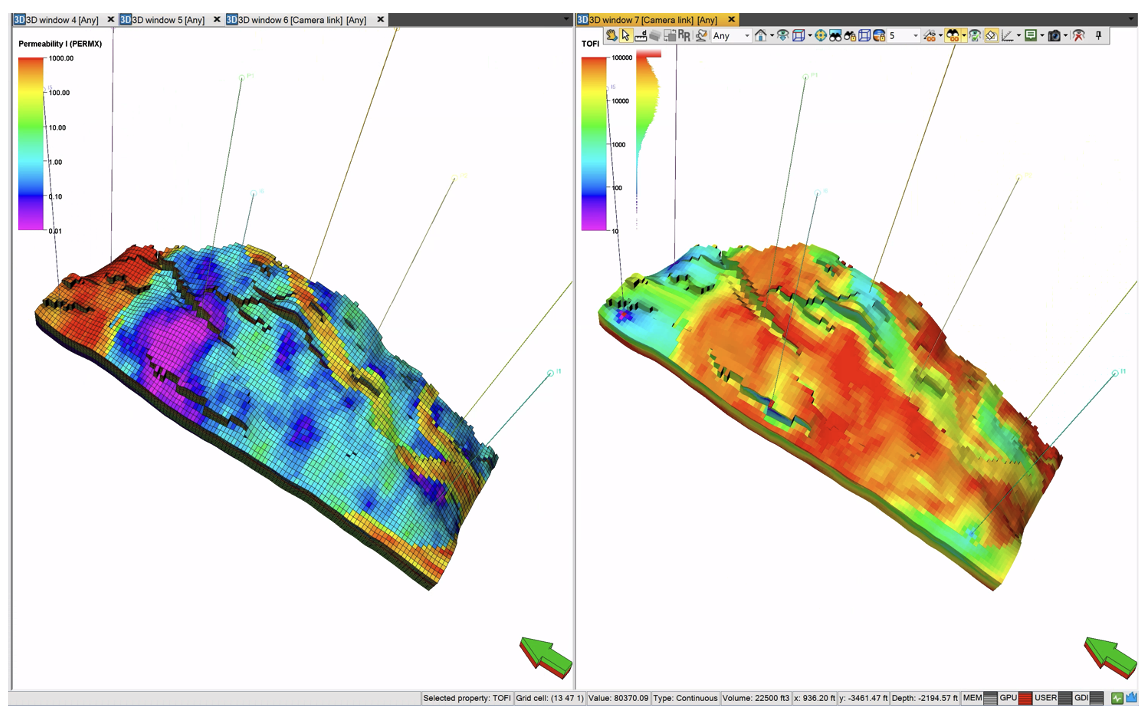 3D 3D window 4 [Any] 3D 3D window 5 [Any] 3D 3D window 6 [Camera link] [Any]
3D 3D window 7 [Camera link] [Any]
RR Any 5
Permeability I (PERMX)
1000.00
100.00
10.00
1.00
0.10
0.01
TOFI
100000
10000
1000
100
10
Selected property: TOFI Grid cell: (13 47 1) Value: 80370.09 Type: Continuous Volume: 22500 ft3 x: 936.20 ft y: -3461.47 ft Depth: -2194.57 ft MEM GPU USER GDI